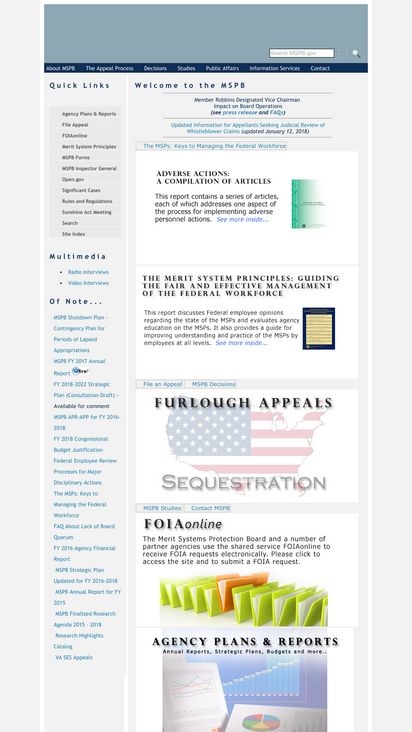 Search MSPB.gov
About MSPB
The Appeal Process
Decisions
Studies
Public Affairs
Information Services
Contact
Quick Links
Agency Plans & Reports
File Appeal
FOIAonline
Merit System Principles
MSPB Forms
MSPB Inspector General
Open.gov
Significant Cases
Rules and Regulations
Sunshine Act Meeting
Search
Site Index
Multimedia
Radio Interviews
Video Interviews
Of Note...
MSPB Shutdown Plan -
Contingency Plan for
Periods of Lapsed
Appropriations
MSPB FY 2017 Annual
Report New
FY 2018-2022 Strategic
Plan (Consultation Draft) -
Available for comment
MSPB APR-APP for FY 2016-
2018
FY 2018 Congressional
Budget Justification
Federal Employee Review
Processes for Major
Disciplinary Actions
The MSPs: Keys to
Managing the Federal
Workforce
FAQ About Lack of Board
Quorum
FY 2016 Agency Financial
Report
MSPB Strategic Plan
Updated for FY 2016-2018
MSPB Annual Report for FY
2015
MSPB Finalized Research
Agenda 2015 - 2018
Research Highlights
Catalog
VA SES Appeals
Welcome to the MSPB
Member Robbins Designated Vice Chairman
Impact on Board Operations
(see press release and FAQs)
Updated Information for Appellants Seeking Judicial Review of
Whistleblower Claims (updated January 12, 2018)
The MSPs: Keys to Managing the Federal Workforce
Adverse Actions:
A Compilation of Articles
This report contains a series of articles,
each of which addresses one aspect of
the process for implementing adverse
personnel actions. See more inside...
The Merit System Principles: Guiding
the Fair and Effective Management
of the Federal Workforce
This report discusses Federal employee opinions
regarding the state of the MSPs and evaluates agency
education on the MSPs. It also provides a guide for
improving understanding and practice of the MSPs by
employees at all levels. See more inside...
File an Appeal
MSPB Decisions
Furlough Appeals
Sequestration
MSPB Studies
Contact MSPB
FOIAonline
The Merit Systems Protection Board and a number of
partner agencies use the shared service FOIAonline to
receive FOIA requests electronically. Please click to
access the site and to submit a FOIA request.
Agency Plans & Reports
Annual Reports, Strategic Plans, Budgets and more..